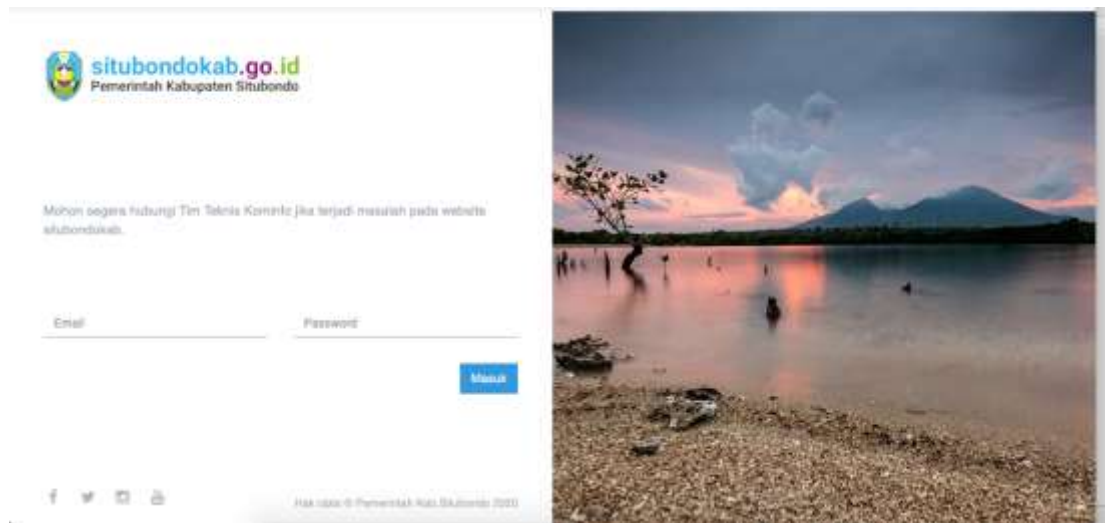 situbondokab.go.id
Pemerintah Kabupaten Situbondo
Mohon segera hubungi Tim Teknis Kominfo jika terjadi masalah pada website
situbondokab.
Email
Password
Masuk
Hak cipta © Pemerintah Kab Situbondo 2020